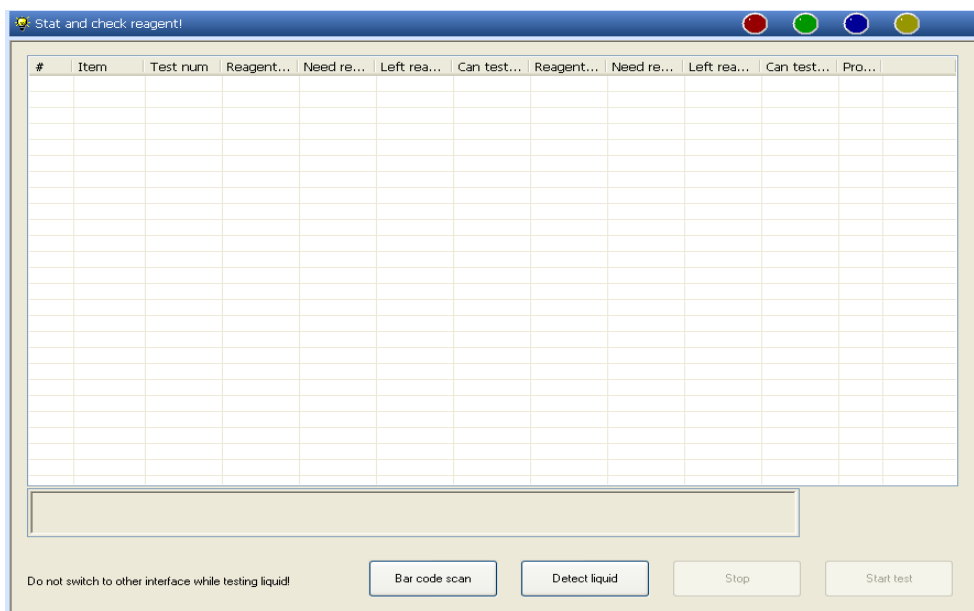 Stat and check reagent!
# Item Test num Reagent... Need re... Left rea... Can test... Reagent... Need re... Left rea... Can test... Pro...
Do not switch to other interface while testing liquid! Bar code scan Detect liquid Stop Start test